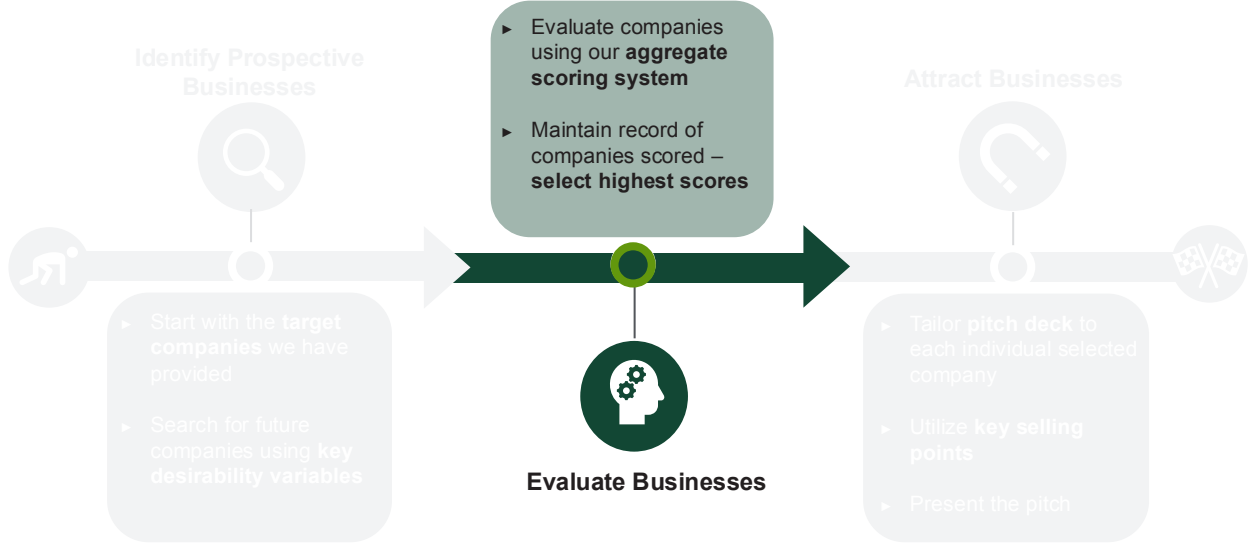 Identify Prospective
Businesses
► Start with the target
companies we have
provided
► Search for future
companies using key
desirability variables
► Evaluate companies
using our aggregate
scoring system
► Maintain record of
companies scored –
select highest scores
Evaluate Businesses
Attract Businesses
► Tailor pitch deck to
each individual selected
company
► Utilize key selling
points
► Present the pitch